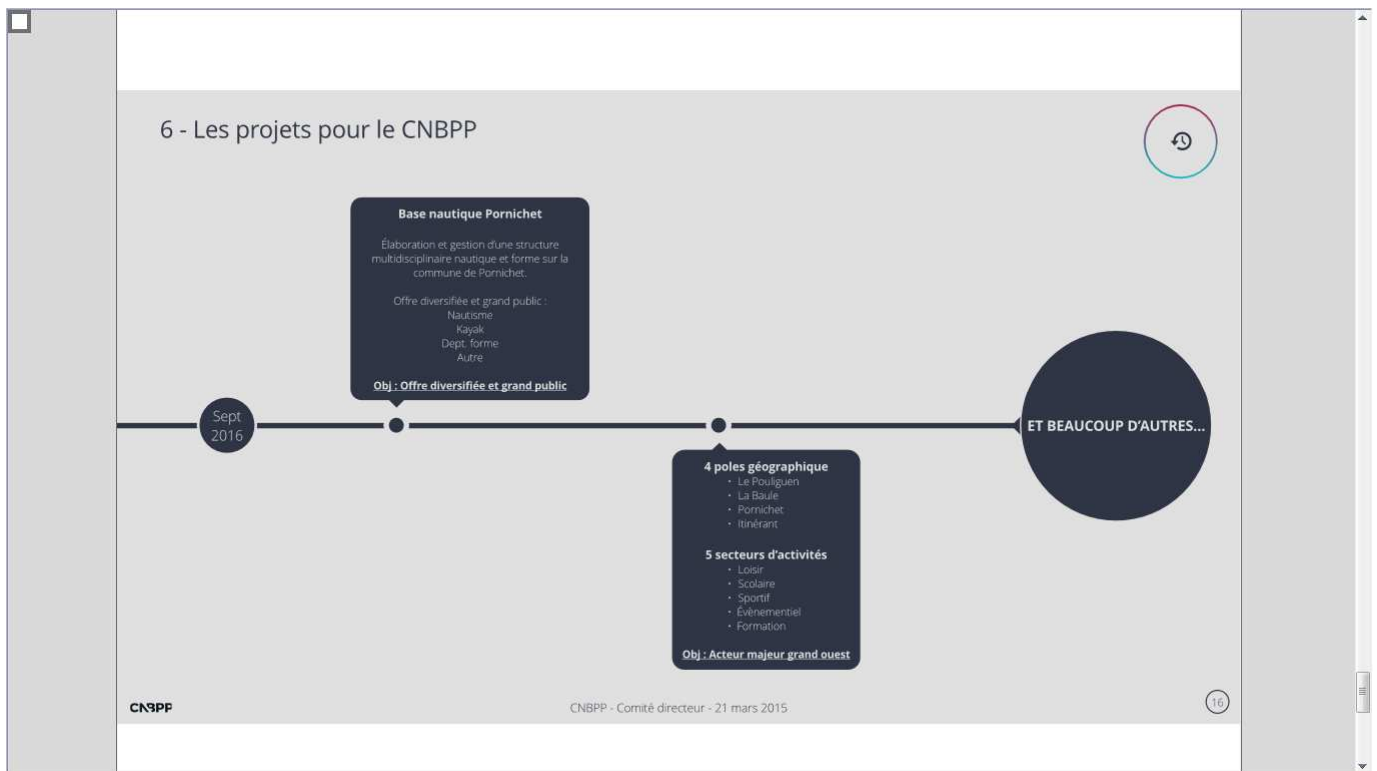 6 - Les projets pour le CNBPP
Base nautique Pornichet
Élaboration et gestion d'une structure
multidisciplinaire nautique et forme sur la
commune de Pornichet.
Offre diversifiée et grand public :
Nautisme
Kayak
Dept. forme
Autre
Obj : Offre diversifiée et grand public
Sept
2016
ET BEAUCOUP D'AUTRES...
4 poles géographique
• Le Pouliguen
• La Baule
• Pornichet
• Itinérant
5 secteurs d'activités
• Loisir
• Scolaire
• Sportif
• Évènementiel
• Formation
Obj : Acteur majeur grand ouest
CNBPP
CNBPP - Comité directeur - 21 mars 2015
16